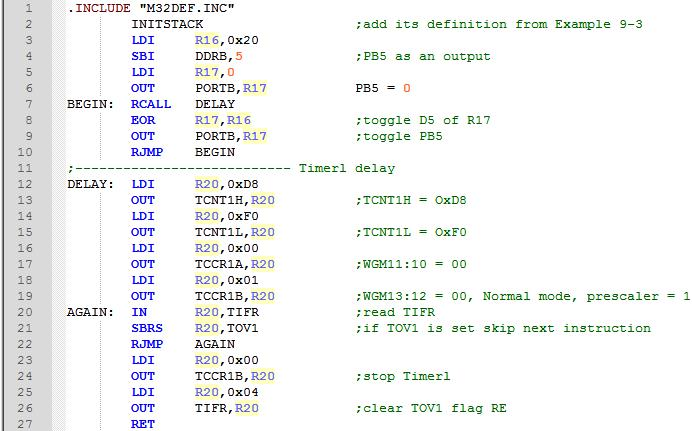 1 .INCLUDE "M32DEF.INC"
2 INITSTACK ;add its definition from Example 9-3
3 LDI R16,0x20
4 SBI DDRB,5 ;PB5 as an output
5 LDI R17,0
6 OUT PORTB,R17 PB5 = 0
7 BEGIN: RCALL DELAY
8 EOR R17,R16 ;toggle D5 of R17
9 OUT PORTB,R17 ;toggle PB5
10 RJMP BEGIN
11 ;--------------------------- Timerl delay
12 DELAY: LDI R20,0xD8
13 OUT TCNT1H,R20 ;TCNT1H = OxD8
14 LDI R20,0xF0
15 OUT TCNT1L,R20 ;TCNT1L = OxF0
16 LDI R20,0x00
17 OUT TCCR1A,R20 ;WGM11:10 = 00
18 LDI R20,0x01
19 OUT TCCR1B,R20 ;WGM13:12 = 00, Normal mode, prescaler = 1
20 AGAIN: IN R20,TIFR ;read TIFR
21 SBRS R20,TOV1 ;if TOV1 is set skip next instruction
22 RJMP AGAIN
23 LDI R20,0x00
24 OUT TCCR1B,R20 ;stop Timerl
25 LDI R20,0x04
26 OUT TIFR,R20 ;clear TOV1 flag RE
27 RET